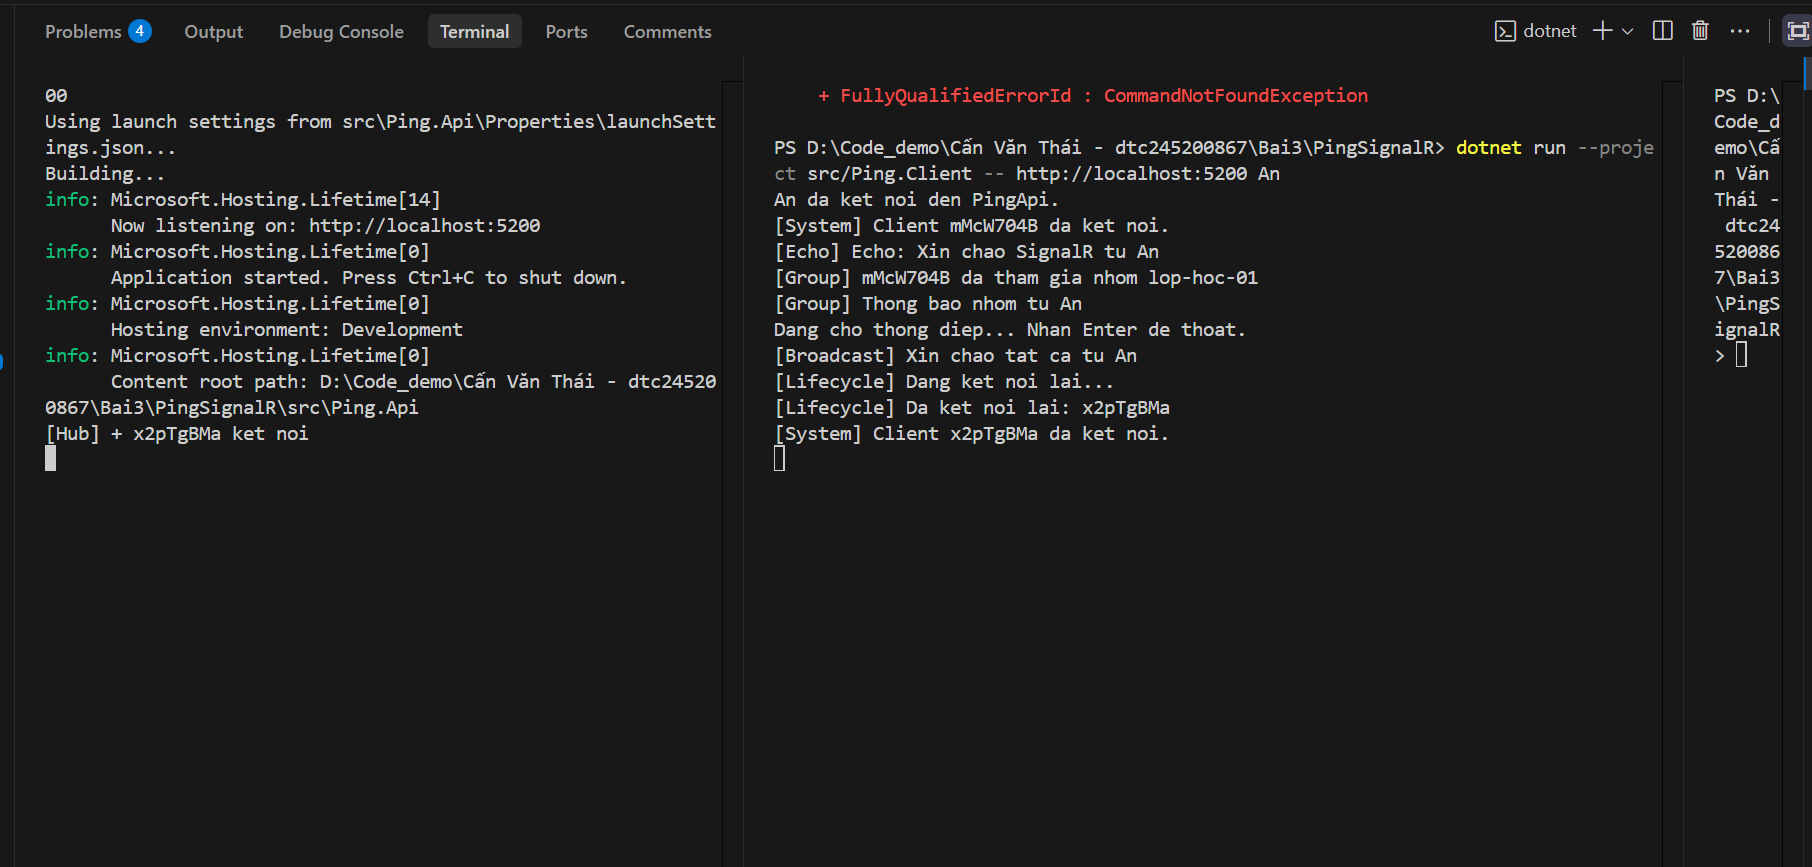 Problems 4 Output Debug Console Terminal Ports Comments dotnet
00
Using launch settings from src\Ping.Api\Properties\launchSett
ings.json...
Building...
info: Microsoft.Hosting.Lifetime[14]
Now listening on: http://localhost:5200
info: Microsoft.Hosting.Lifetime[0]
Application started. Press Ctrl+C to shut down.
info: Microsoft.Hosting.Lifetime[0]
Hosting environment: Development
info: Microsoft.Hosting.Lifetime[0]
Content root path: D:\Code_demo\Cấn Văn Thái - dtc24520
0867\Bai3\PingSignalR\src\Ping.Api
[Hub] + x2pTgBMa ket noi
+ FullyQualifiedErrorId : CommandNotFoundException
PS D:\Code_demo\Cấn Văn Thái - dtc245200867\Bai3\PingSignalR> dotnet run --proje
ct src/Ping.Client -- http://localhost:5200 An
An da ket noi den PingApi.
[System] Client mMcW704B da ket noi.
[Echo] Echo: Xin chao SignalR tu An
[Group] mMcW704B da tham gia nhom lop-hoc-01
[Group] Thong bao nhom tu An
Dang cho thong diep... Nhan Enter de thoat.
[Broadcast] Xin chao tat ca tu An
[Lifecycle] Dang ket noi lai...
[Lifecycle] Da ket noi lai: x2pTgBMa
[System] Client x2pTgBMa da ket noi.
PS D:\
Code_d
emo\Cấ
n Văn
Thái -
dtc24
520086
7\Bai3
\PingS
ignalR
>